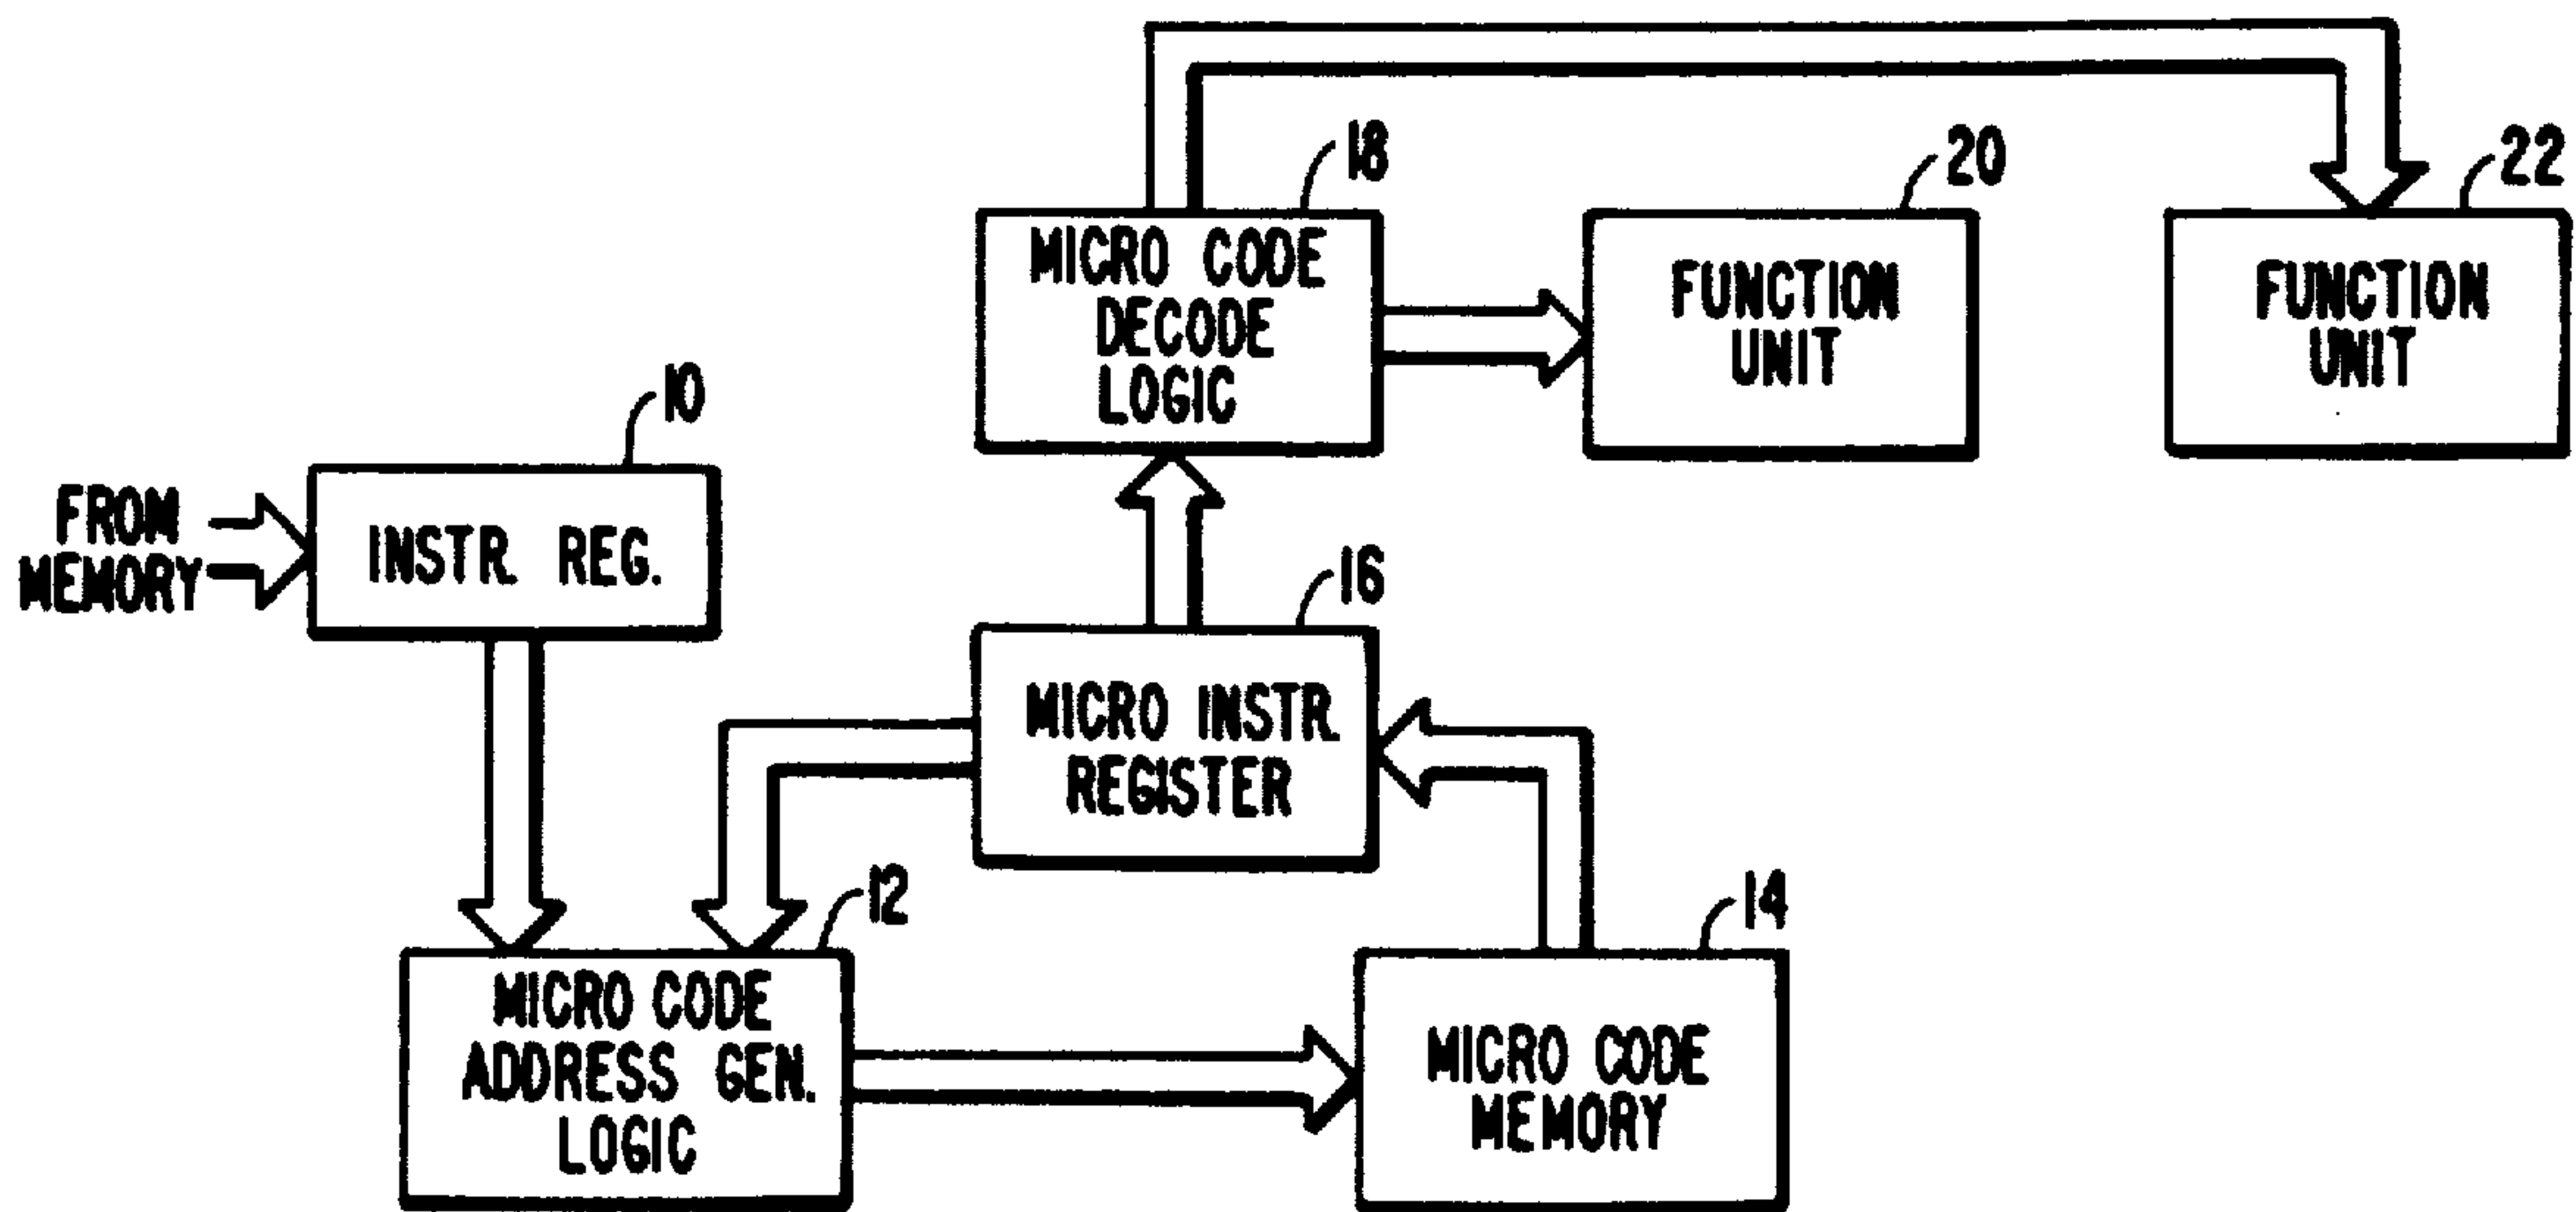 18
20
22
MICRO CODE
DECODE
LOGIC
FUNCTION
UNIT
FUNCTION
UNIT
10
FROM
MEMORY
INSTR. REG.
16
MICRO INSTR.
REGISTER
12
14
MICRO CODE
ADDRESS GEN.
LOGIC
MICRO CODE
MEMORY